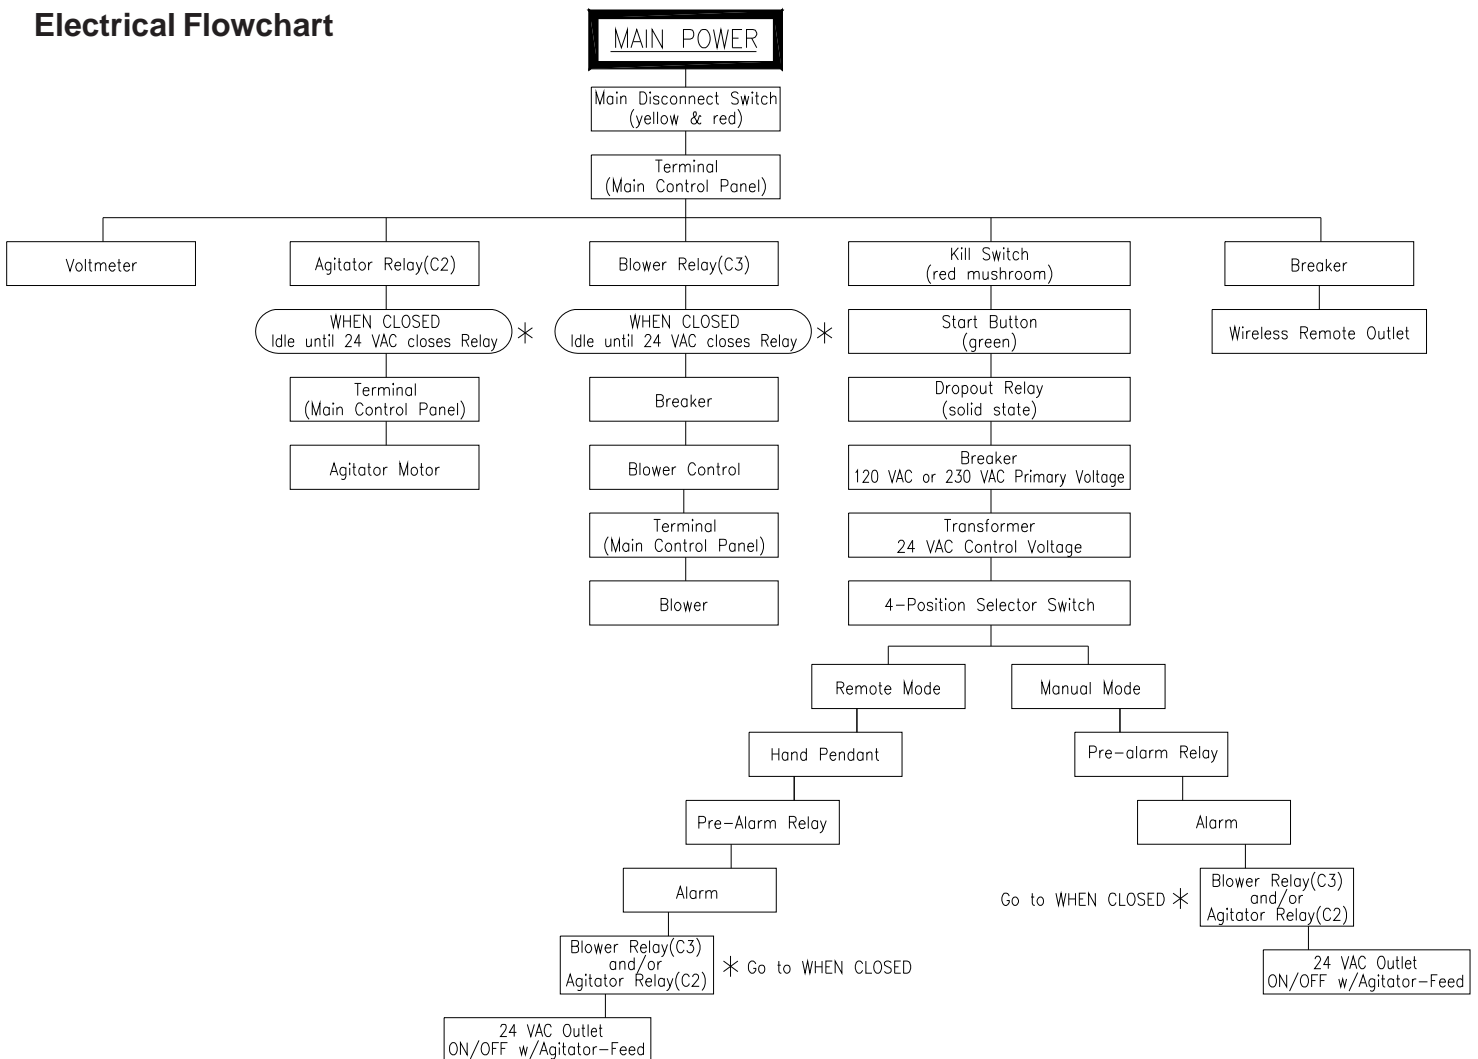 Electrical Flowchart
MAIN POWER
Main Disconnect Switch
(yellow & red)
Terminal
(Main Control Panel)
Voltmeter
Agitator Relay(C2)
Blower Relay(C3)
Kill Switch
(red mushroom)
Breaker
WHEN CLOSED
Idle until 24 VAC closes Relay
*
WHEN CLOSED
Idle until 24 VAC closes Relay
*
Start Button
(green)
Wireless Remote Outlet
Terminal
(Main Control Panel)
Breaker
Dropout Relay
(solid state)
Agitator Motor
Blower Control
Breaker
120 VAC or 230 VAC Primary Voltage
Terminal
(Main Control Panel)
Transformer
24 VAC Control Voltage
Blower
4-Position Selector Switch
Remote Mode
Manual Mode
Hand Pendant
Pre-alarm Relay
Pre-Alarm Relay
Alarm
Alarm
Go to WHEN CLOSED *
Blower Relay(C3)
and/or
Agitator Relay(C2)
Blower Relay(C3)
and/or
Agitator Relay(C2)
* Go to WHEN CLOSED
24 VAC Outlet
ON/OFF w/Agitator-Feed
24 VAC Outlet
ON/OFF w/Agitator-Feed